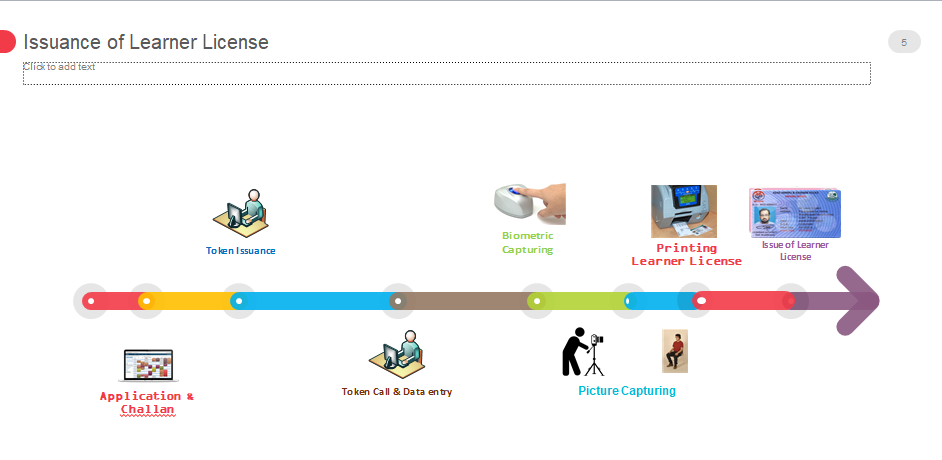 Issuance of Learner License
5
Click to add text
Token Issuance
Biometric
Capturing
Printing
Learner License
Issue of Learner
License
Application &
Challan
Token Call & Data entry
Picture Capturing